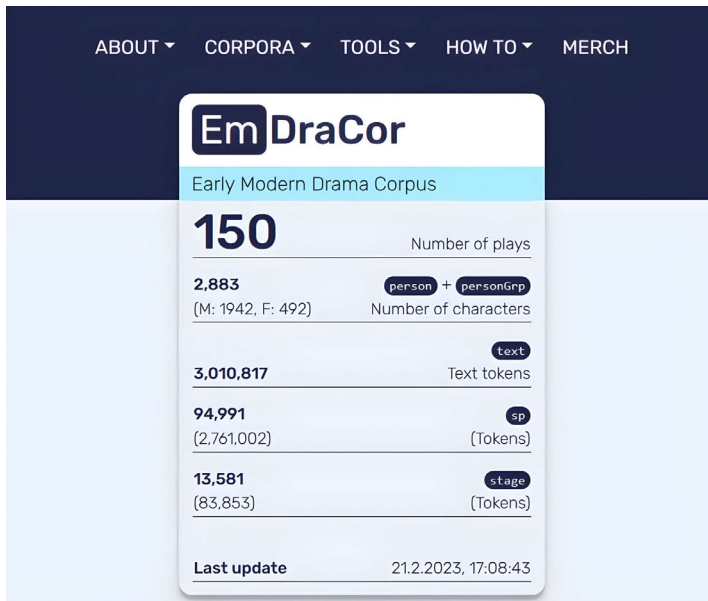 ABOUT CORPORA TOOLS HOW TO MERCH
EmDraCor
Early Modern Drama Corpus
150 Number of plays
2,883 person + personGrp
(M: 1942, F: 492) Number of characters
text
3,010,817 Text tokens
94,991 sp
(2,761,002) (Tokens)
13,581 stage
(83,853) (Tokens)
Last update 21.2.2023, 17:08:43